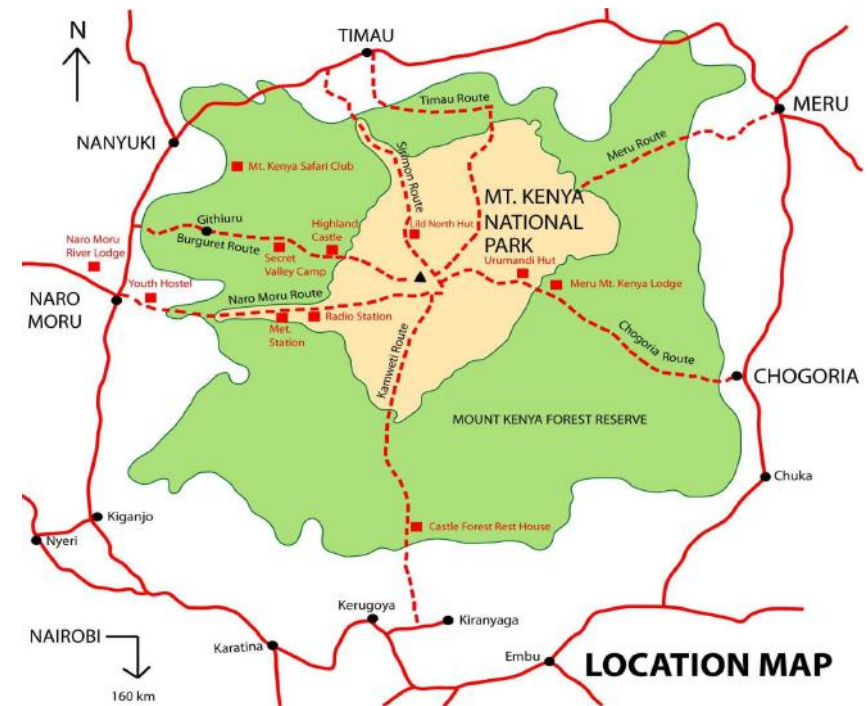 N
TIMAU
Timau Route
MERU
NANYUKI
Meru Route
Mt. Kenya Safari Club
Sirimon Route
MT. KENYA
NATIONAL
PARK
Githiuru
Burguret Route
Highland
Castle
Lild North Hut
Naro Moru
River Lodge
Secret
Valley Camp
Urumandi Hut
Meru Mt. Kenya Lodge
Youth Hostel
Naro Moru Route
NARO
MORU
Met.
Station
Radio Station
Kamweti Route
Chogoria Route
CHOGORIA
MOUNT KENYA FOREST RESERVE
Chuka
Kiganjo
Castle Forest Rest House
Nyeri
Kerugoya
Kiranyaga
NAIROBI
Karatina
Embu
LOCATION MAP
160 km